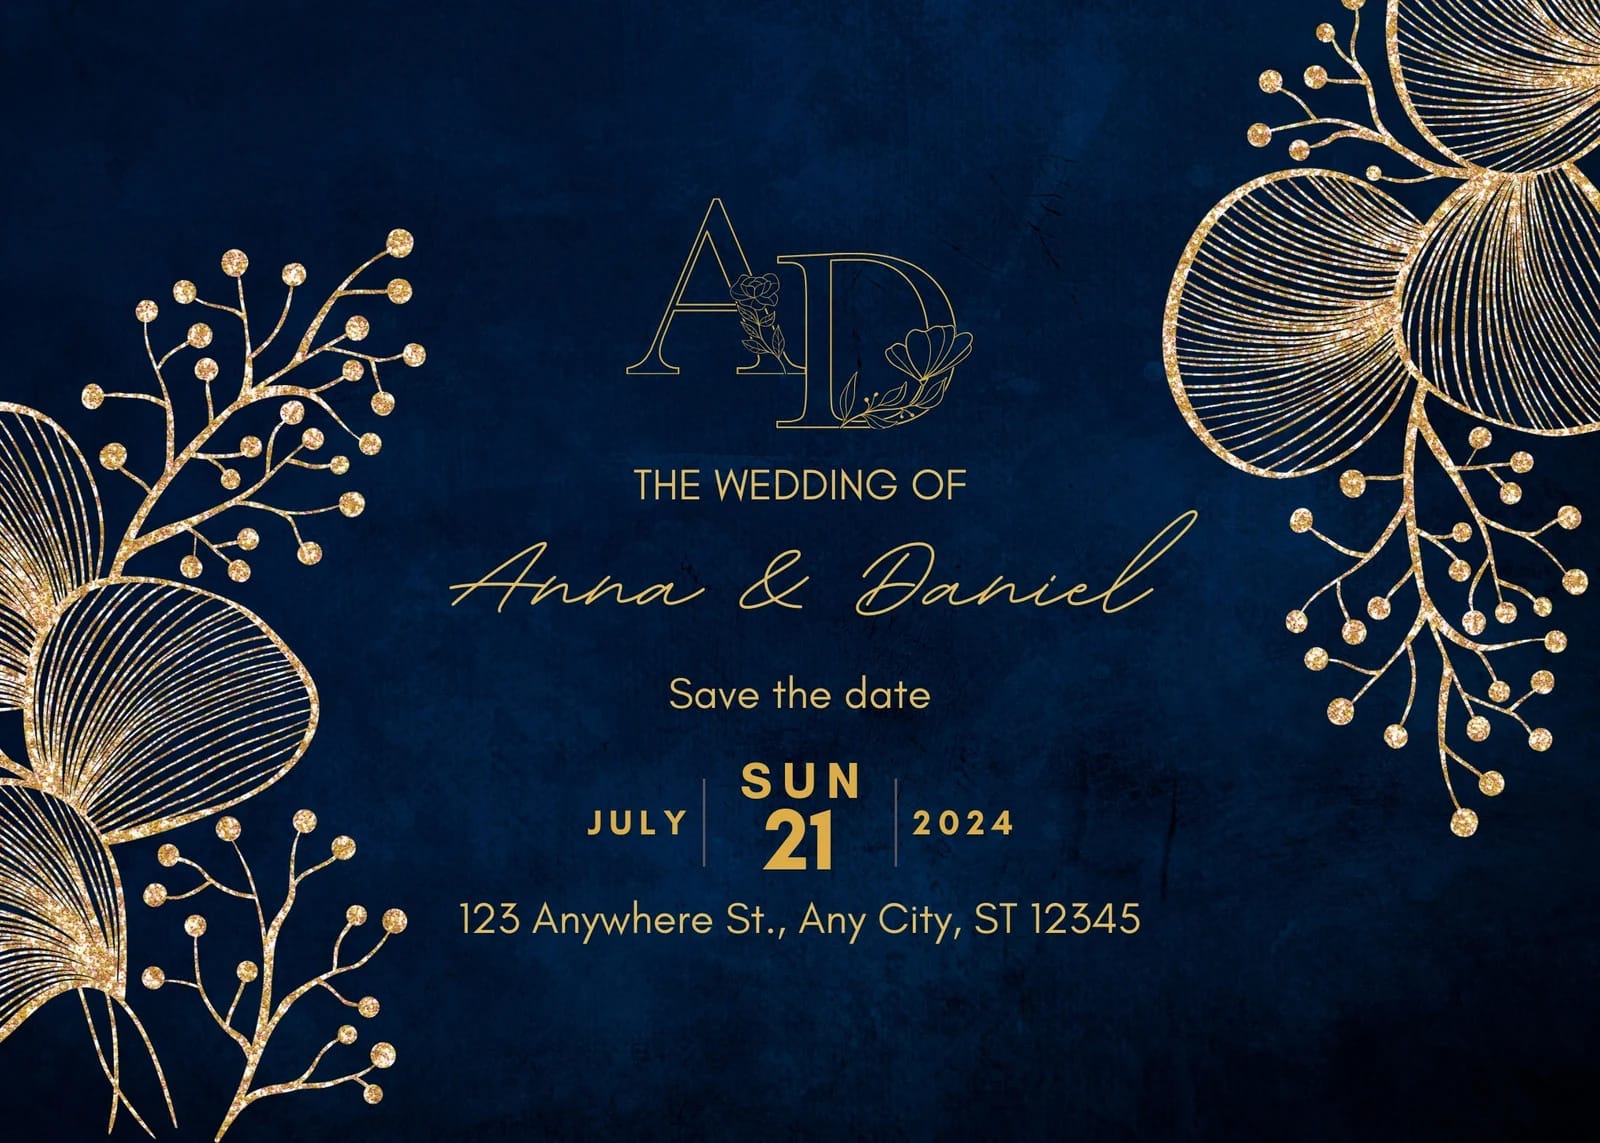 AD
THE WEDDING OF
Anna & Daniel
Save the date
SUN
JULY 21 2024
123 Anywhere St., Any City, ST 12345